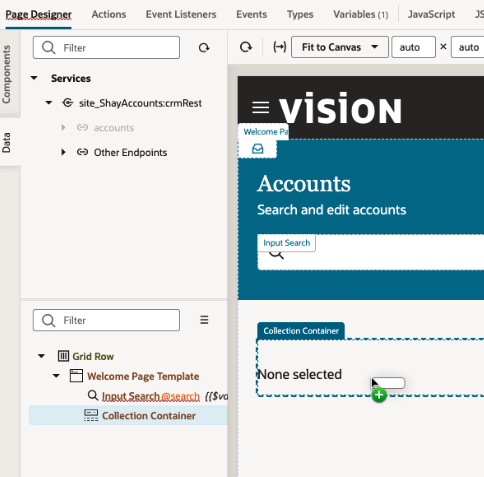 Page Designer Actions Event Listeners Events Types Variables (1) JavaScript JS
Components
Data
Filter
Fit to Canvas auto × auto
Services
site_ShayAccounts:crmRest
accounts
Other Endpoints
vision
Welcome Pa
Accounts
Search and edit accounts
Input Search
Filter
Grid Row
Welcome Page Template
Input Search @search {{$va
Collection Container
Collection Container
None selected